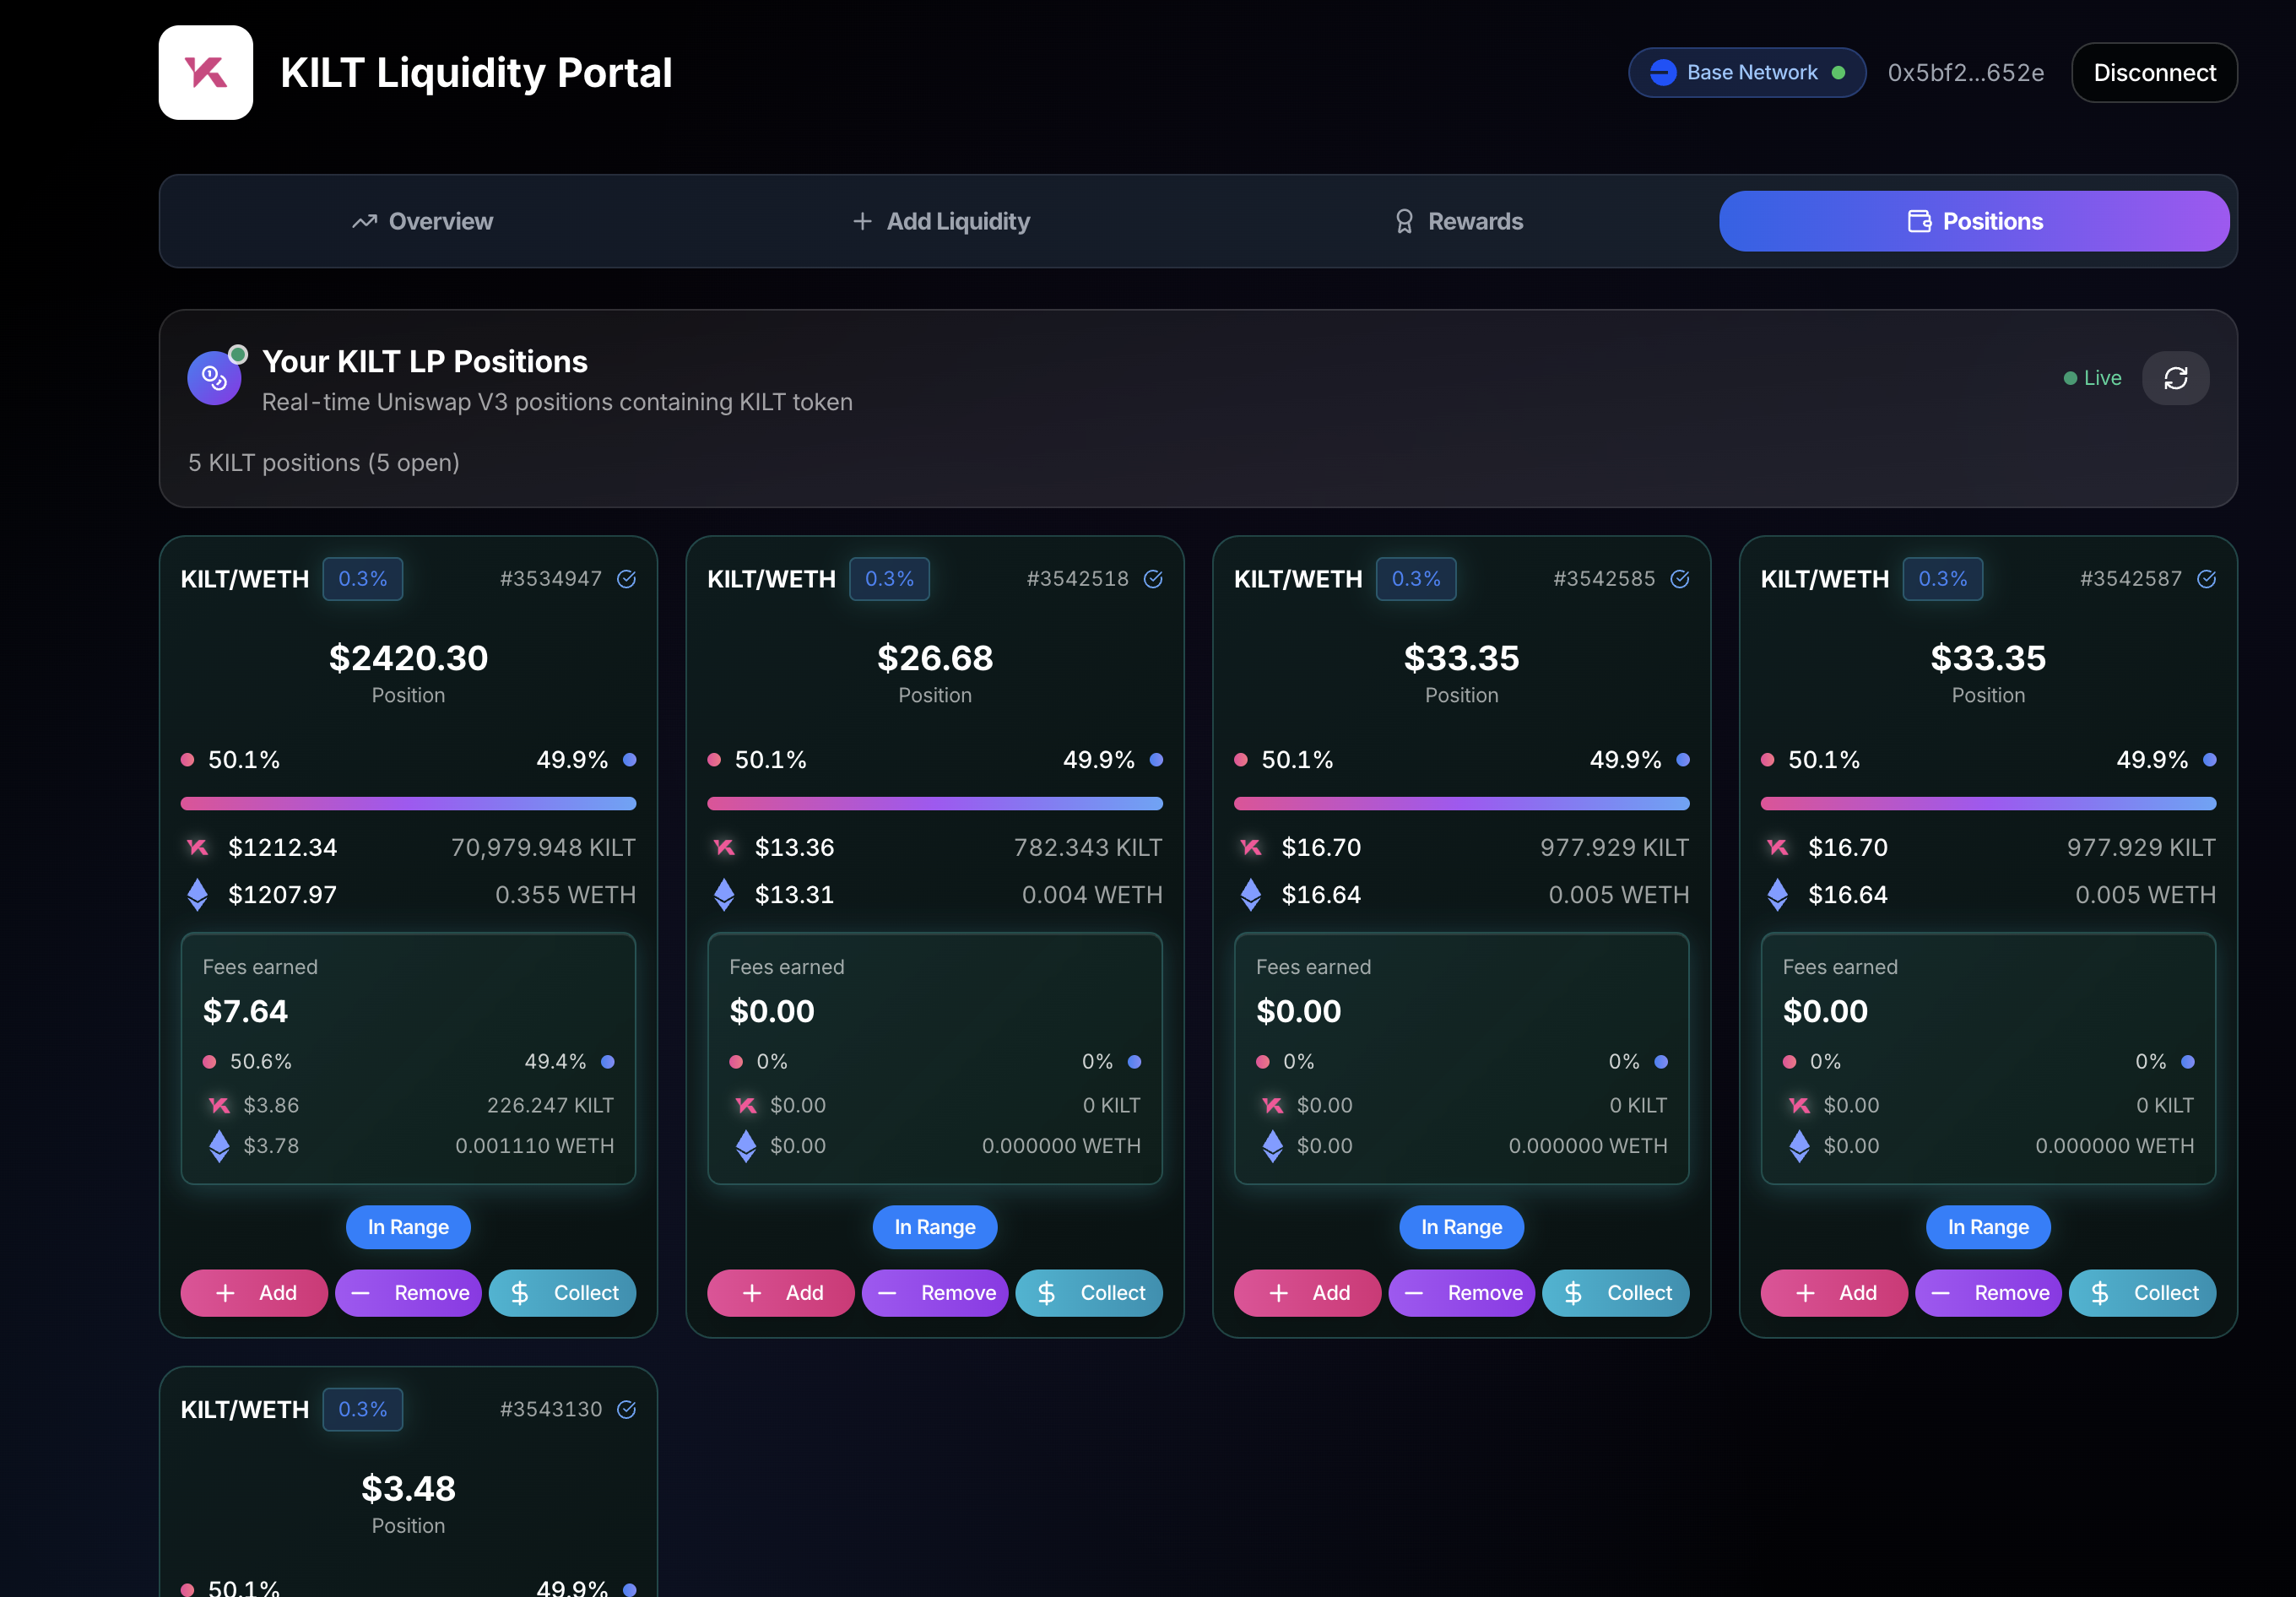 KILT Liquidity Portal
Base Network
0x5bf2...652e
Disconnect
Overview
Add Liquidity
Rewards
Positions
Your KILT LP Positions
Real-time Uniswap V3 positions containing KILT token
Live
5 KILT positions (5 open)
KILT/WETH 0.3% #3534947
$2420.30
Position
50.1% 49.9%
$1212.34 70,979.948 KILT
$1207.97 0.355 WETH
Fees earned
$7.64
50.6% 49.4%
$3.86 226.247 KILT
$3.78 0.001110 WETH
In Range
+ Add − Remove $ Collect
KILT/WETH 0.3% #3542518
$26.68
Position
50.1% 49.9%
$13.36 782.343 KILT
$13.31 0.004 WETH
Fees earned
$0.00
0% 0%
$0.00 0 KILT
$0.00 0.000000 WETH
In Range
+ Add − Remove $ Collect
KILT/WETH 0.3% #3542585
$33.35
Position
50.1% 49.9%
$16.70 977.929 KILT
$16.64 0.005 WETH
Fees earned
$0.00
0% 0%
$0.00 0 KILT
$0.00 0.000000 WETH
In Range
+ Add − Remove $ Collect
KILT/WETH 0.3% #3542587
$33.35
Position
50.1% 49.9%
$16.70 977.929 KILT
$16.64 0.005 WETH
Fees earned
$0.00
0% 0%
$0.00 0 KILT
$0.00 0.000000 WETH
In Range
+ Add − Remove $ Collect
KILT/WETH 0.3% #3543130
$3.48
Position
50.1% 49.9%